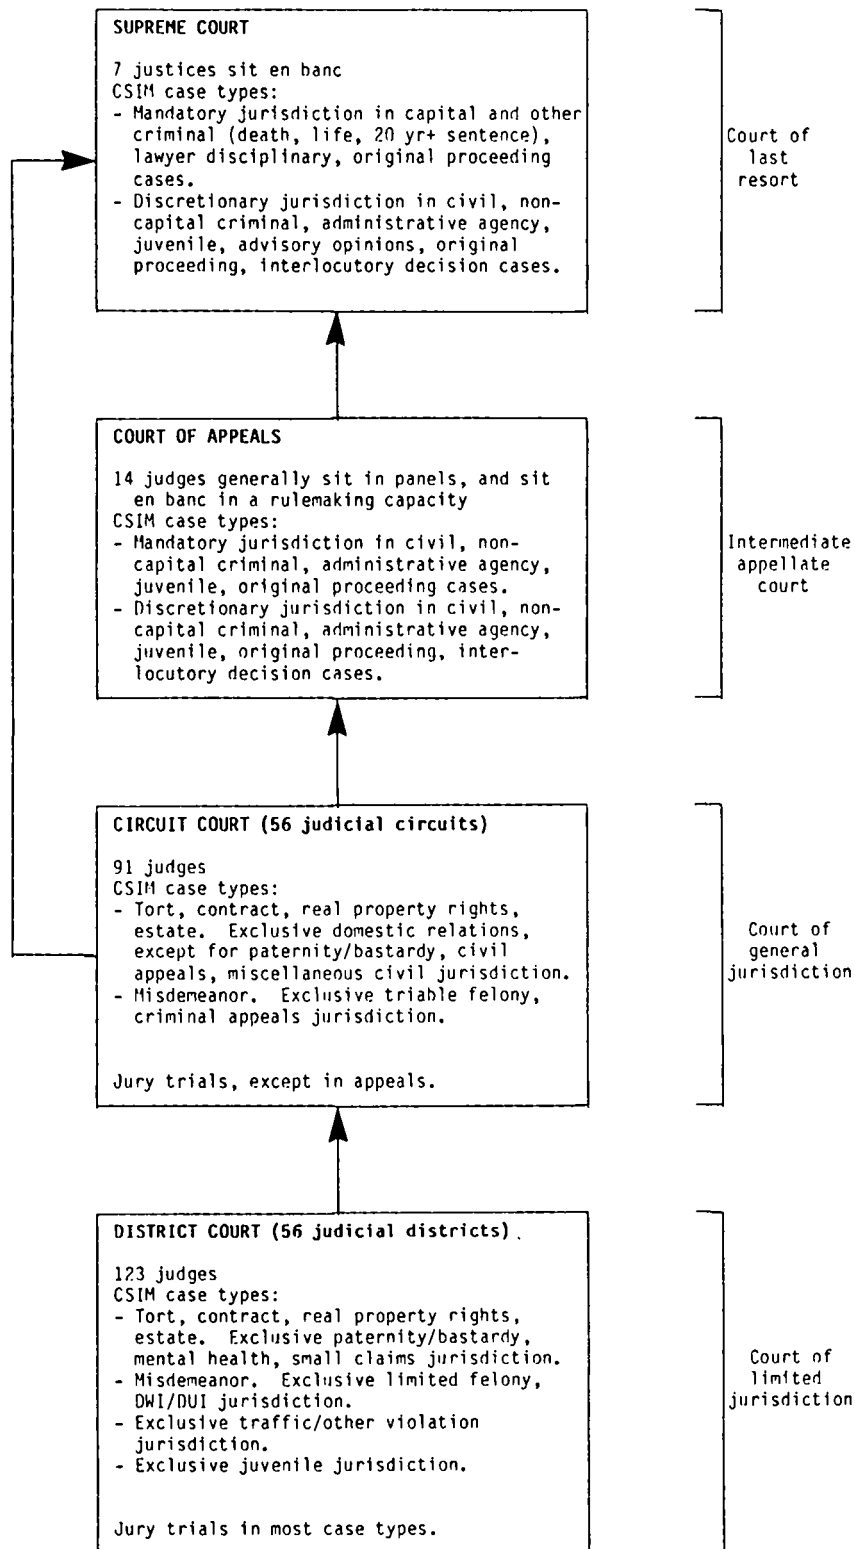 SUPREME COURT
7 justices sit en banc
CSIM case types:
- Mandatory jurisdiction in capital and other
criminal (death, life, 20 yr+ sentence),
lawyer disciplinary, original proceeding
cases.
- Discretionary jurisdiction in civil, non-
capital criminal, administrative agency,
juvenile, advisory opinions, original
proceeding, interlocutory decision cases.
Court of
last
resort
COURT OF APPEALS
14 judges generally sit in panels, and sit
en banc in a rulemaking capacity
CSIM case types:
- Mandatory jurisdiction in civil, non-
capital criminal, administrative agency,
juvenile, original proceeding cases.
- Discretionary jurisdiction in civil, non-
capital criminal, administrative agency,
juvenile, original proceeding, inter-
locutory decision cases.
Intermediate
appellate
court
CIRCUIT COURT (56 judicial circuits)
91 judges
CSIM case types:
- Tort, contract, real property rights,
estate. Exclusive domestic relations,
except for paternity/bastardy, civil
appeals, miscellaneous civil jurisdiction.
- Misdemeanor. Exclusive triable felony,
criminal appeals jurisdiction.
Jury trials, except in appeals.
Court of
general
jurisdiction
DISTRICT COURT (56 judicial districts)
123 judges
CSIM case types:
- Tort, contract, real property rights,
estate. Exclusive paternity/bastardy,
mental health, small claims jurisdiction.
- Misdemeanor. Exclusive limited felony,
DWI/DUI jurisdiction.
- Exclusive traffic/other violation
jurisdiction.
- Exclusive juvenile jurisdiction.
Jury trials in most case types.
Court of
limited
jurisdiction